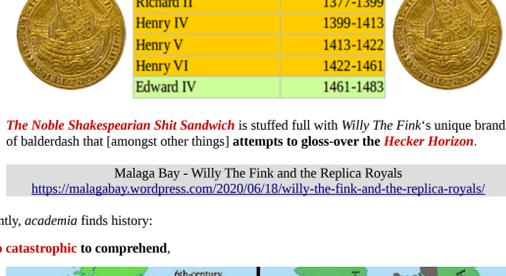 Richard II 1377-1399
Henry IV 1399-1413
Henry V 1413-1422
Henry VI 1422-1461
Edward IV 1461-1483
The Noble Shakespearian Shit Sandwich is stuffed full with Willy The Fink‘s unique brand
of balderdash that [amongst other things] attempts to gloss-over the Hecker Horizon.
Malaga Bay - Willy The Fink and the Replica Royals
https://malagabay.wordpress.com/2020/06/18/willy-the-fink-and-the-replica-royals/
ntly, academia finds history:
o catastrophic to comprehend,
6th-century